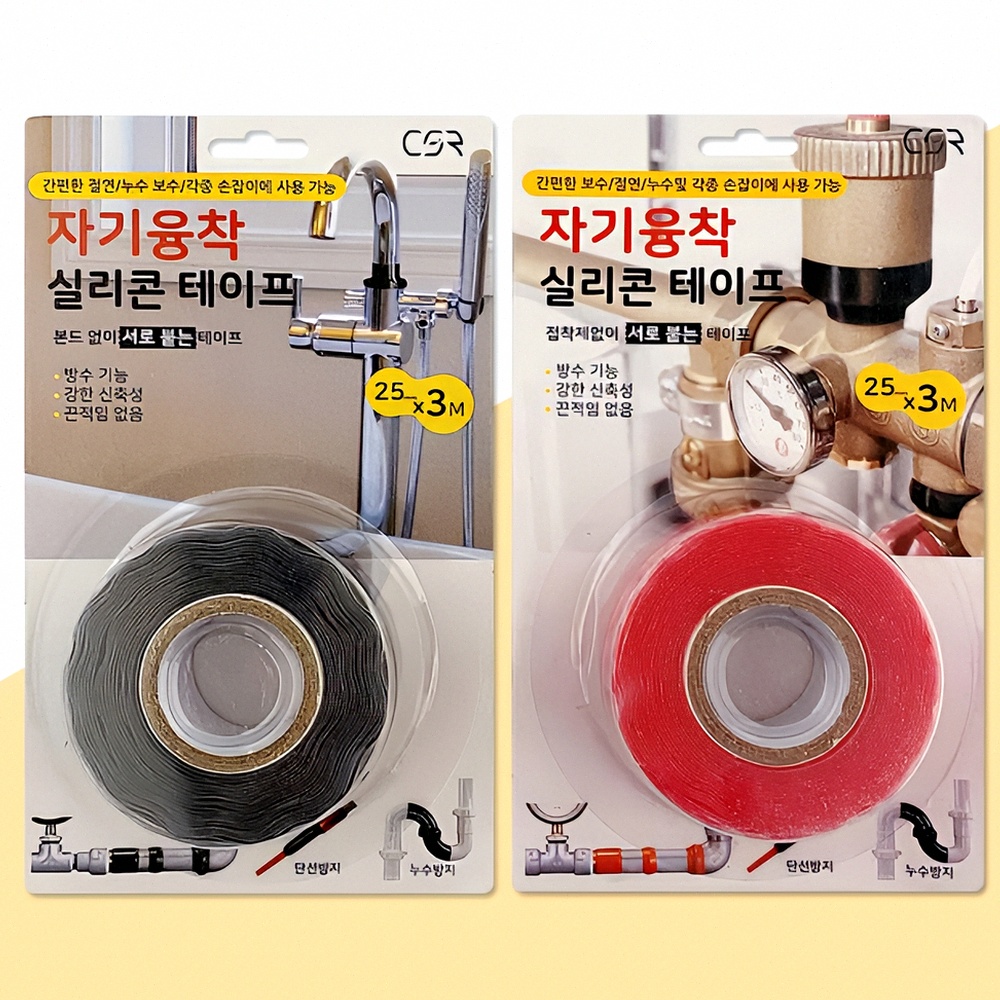 CSR
간편한 절연/누수 보수/각종 손잡이에 사용 가능
자기융착
실리콘 테이프
본드 없이 서로 붙는 테이프
• 방수 기능
• 강한 신축성
• 끈적임 없음
25mm x 3M
단선방지
누수방지
CSR
간편한 보수/절연/누수및 각종 손잡이에 사용 가능
자기융착
실리콘 테이프
접착제없이 서로 붙는 테이프
• 방수 기능
• 강한 신축성
• 끈적임 없음
25mm x 3M
단선방지
누수방지